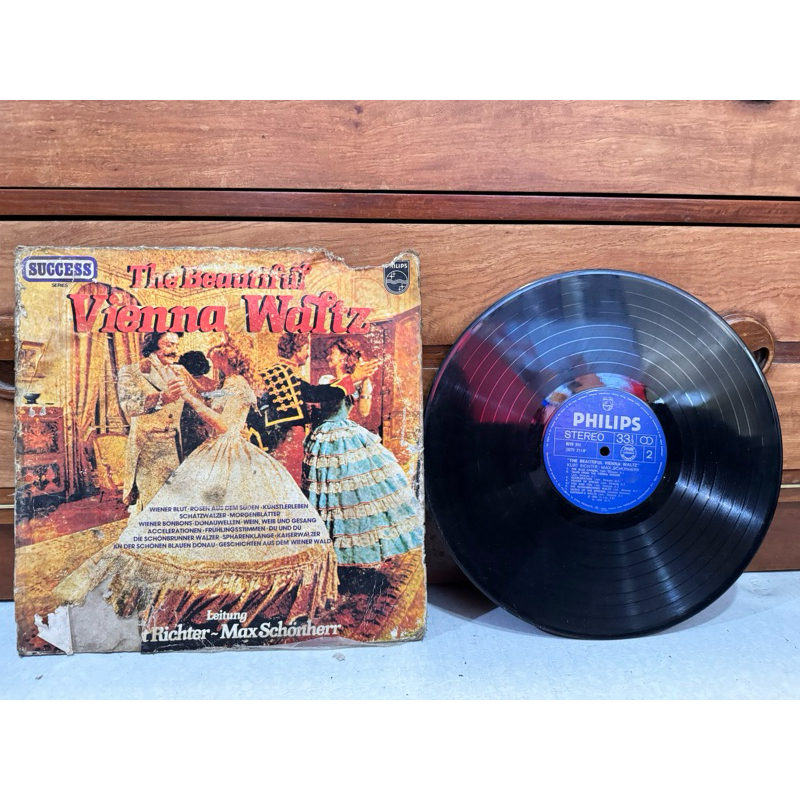 SUCCESS
SERIES
The Beautiful
Vienna Waltz
PHILIPS
WIENER BLUT·ROSEN AUS DEM SÜDEN·KÜNSTLERLEBEN
SCHATZWALZER·MORGENBLÄTTER
WIENER BONBONS·DONAUWELLEN·WEIN, WEIB UND GESANG
ACCELERATIONEN·FRÜHLINGSSTIMMEN·DU UND DU
DIE SCHÖNBRUNNER WALZER·SPHÄRENKLÄNGE·KAISERWALZER
AN DER SCHÖNEN BLAUEN DONAU·GESCHICHTEN AUS DEM WIENER WALD
Leitung
t Richter~Max Schönherr
PHILIPS
STEREO 33⅓
2
"THE BEAUTIFUL VIENNA WALTZ"
KURT RICHTER · MAX SCHÖNHERR